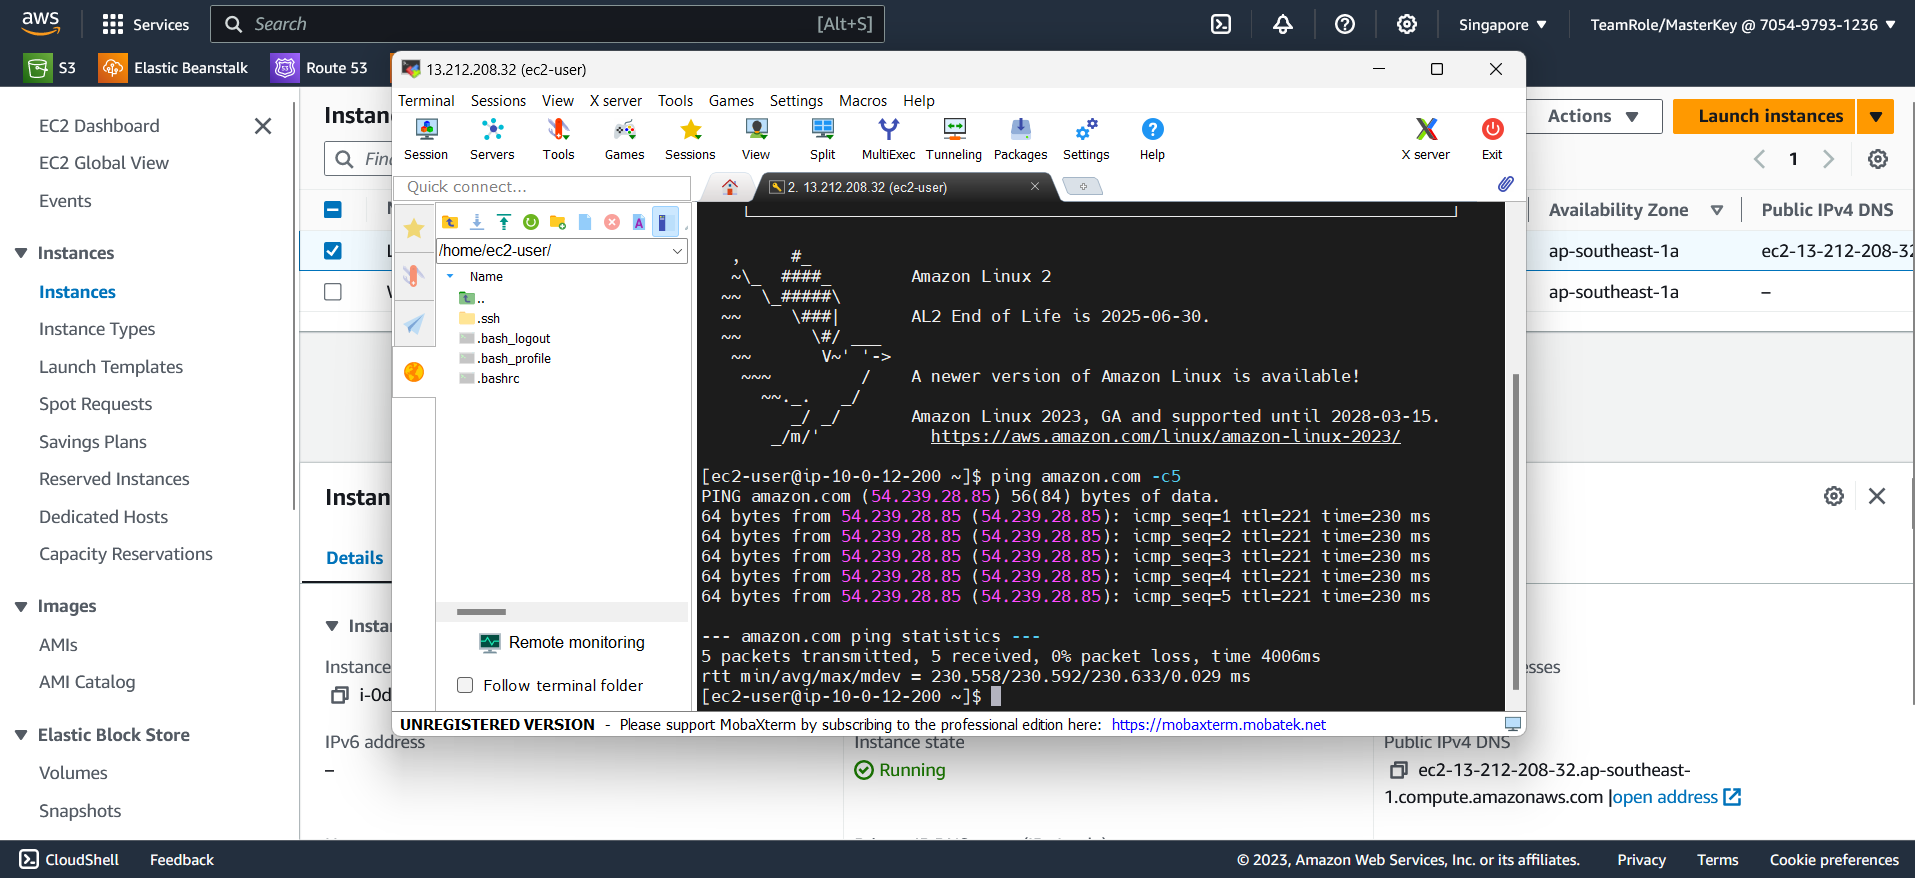 aws
Services
Search
[Alt+S]
Singapore
TeamRole/MasterKey @ 7054-9793-1236
S3
Elastic Beanstalk
Route 53
EC2 Dashboard
EC2 Global View
Events
Instances
Instances
Instance Types
Launch Templates
Spot Requests
Savings Plans
Reserved Instances
Dedicated Hosts
Capacity Reservations
Images
AMIs
AMI Catalog
Elastic Block Store
Volumes
Snapshots
Actions
Launch instances
1
Availability Zone
Public IPv4 DNS
ap-southeast-1a
ec2-13-212-208-32
ap-southeast-1a
–
13.212.208.32 (ec2-user)
Terminal Sessions View X server Tools Games Settings Macros Help
Session Servers Tools Games Sessions View Split MultiExec Tunneling Packages Settings Help X server Exit
Quick connect...
2. 13.212.208.32 (ec2-user)
/home/ec2-user/
Name
..
.ssh
.bash_logout
.bash_profile
.bashrc
Remote monitoring
Follow terminal folder
   ,     #_
   ~\_  ####_        Amazon Linux 2
  ~~  \_#####\
  ~~     \###|       AL2 End of Life is 2025-06-30.
  ~~       \#/ ___
   ~~       V~' '->
    ~~~         /    A newer version of Amazon Linux is available!
      ~~._.   _/
         _/ _/       Amazon Linux 2023, GA and supported until 2028-03-15.
       _/m/'           https://aws.amazon.com/linux/amazon-linux-2023/
[ec2-user@ip-10-0-12-200 ~]$ ping amazon.com -c5
PING amazon.com (54.239.28.85) 56(84) bytes of data.
64 bytes from 54.239.28.85 (54.239.28.85): icmp_seq=1 ttl=221 time=230 ms
64 bytes from 54.239.28.85 (54.239.28.85): icmp_seq=2 ttl=221 time=230 ms
64 bytes from 54.239.28.85 (54.239.28.85): icmp_seq=3 ttl=221 time=230 ms
64 bytes from 54.239.28.85 (54.239.28.85): icmp_seq=4 ttl=221 time=230 ms
64 bytes from 54.239.28.85 (54.239.28.85): icmp_seq=5 ttl=221 time=230 ms
--- amazon.com ping statistics ---
5 packets transmitted, 5 received, 0% packet loss, time 4006ms
rtt min/avg/max/mdev = 230.558/230.592/230.633/0.029 ms
[ec2-user@ip-10-0-12-200 ~]$
UNREGISTERED VERSION - Please support MobaXterm by subscribing to the professional edition here: https://mobaxterm.mobatek.net
Details
Instance
i-0d
IPv6 address
–
Instance state
Running
Public IPv4 DNS
ec2-13-212-208-32.ap-southeast-
1.compute.amazonaws.com |open address
CloudShell
Feedback
© 2023, Amazon Web Services, Inc. or its affiliates.
Privacy
Terms
Cookie preferences